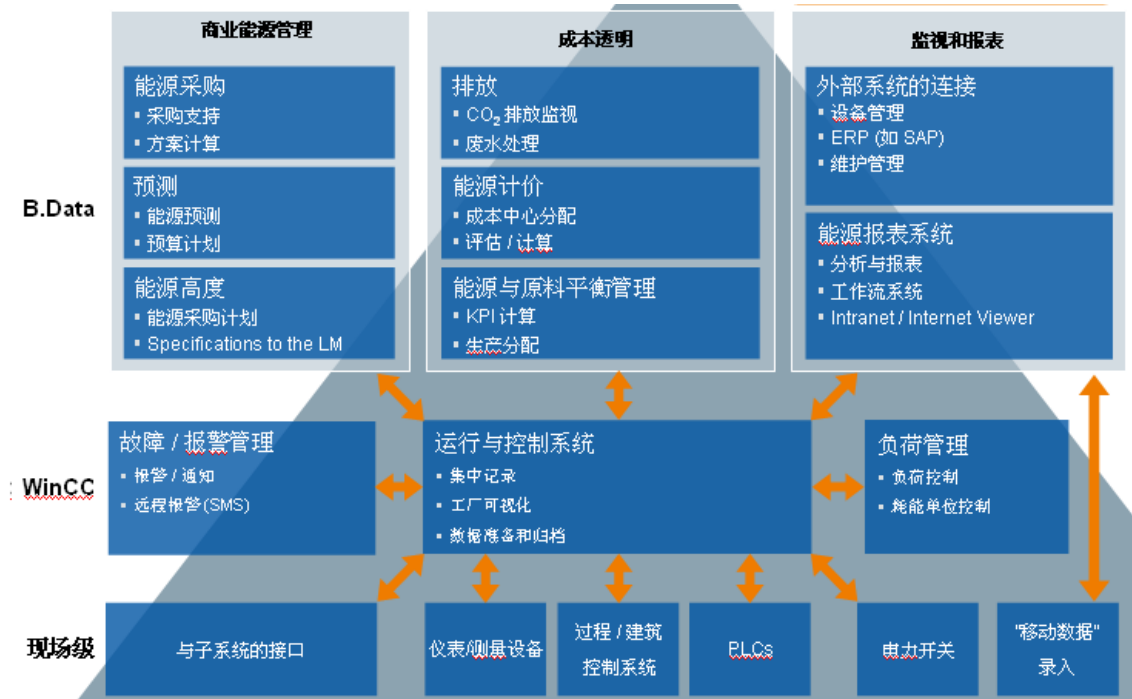 商业能源管理
成本透明
监视和报表
B.Data
能源采购
▪ 采购支持
▪ 方案计算
预测
▪ 能源预测
▪ 预算计划
能源高度
▪ 能源采购计划
▪ Specifications to the LM
排放
▪ CO₂ 排放监视
▪ 废水处理
能源计价
▪ 成本中心分配
▪ 评估 / 计算
能源与原料平衡管理
▪ KPI 计算
▪ 生产分配
外部系统的连接
▪ 设备管理
▪ ERP (如 SAP)
▪ 维护管理
能源报表系统
▪ 分析与报表
▪ 工作流系统
▪ Intranet / Internet Viewer
WinCC
故障 / 报警管理
▪ 报警 / 通知
▪ 远程报警(SMS)
运行与控制系统
▪ 集中记录
▪ 工厂可视化
▪ 数据准备和归档
负荷管理
▪ 负荷控制
▪ 耗能单位控制
现场级
与子系统的接口
仪表/测量设备
过程 / 建筑
控制系统
PLCs
电力开关
"移动数据"
录入